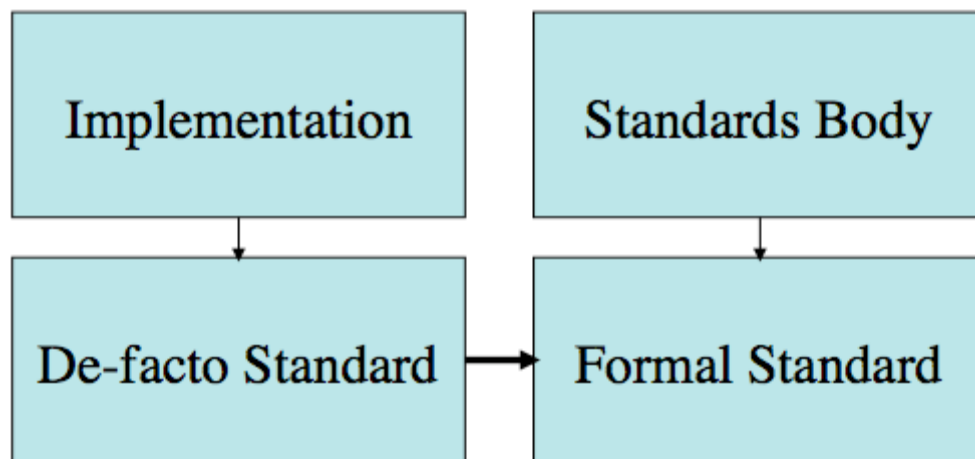 Implementation
Standards Body
De-facto Standard
Formal Standard